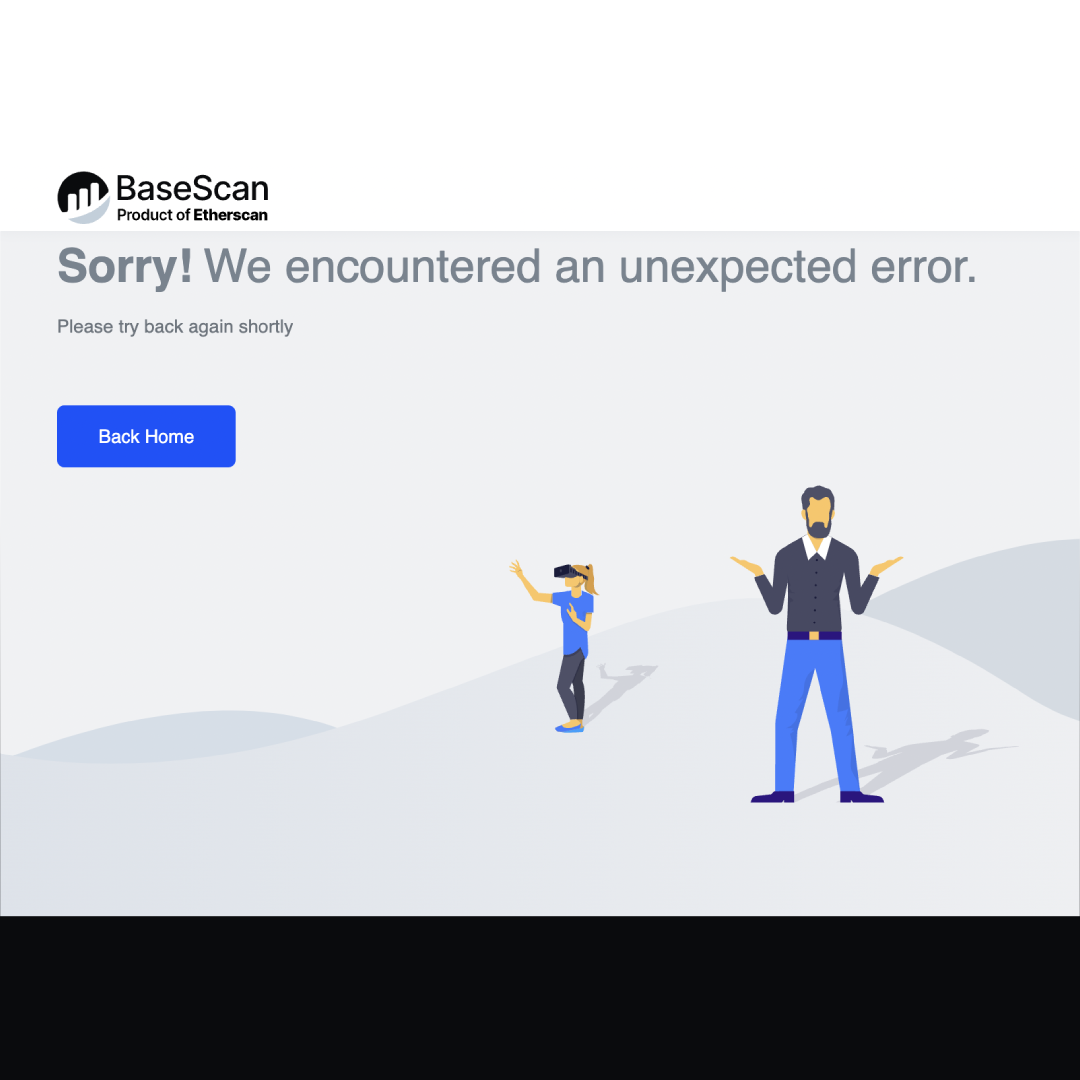 BaseScan
Product of Etherscan
Sorry! We encountered an unexpected error.
Please try back again shortly
Back Home